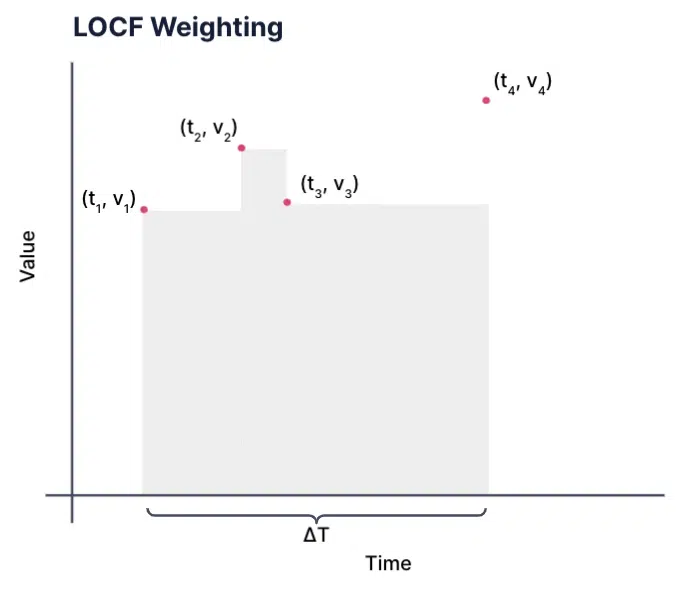 LOCF Weighting
(t₄, v₄)
(t₂, v₂)
(t₃, v₃)
(t₁, v₁)
Value
ΔT
Time